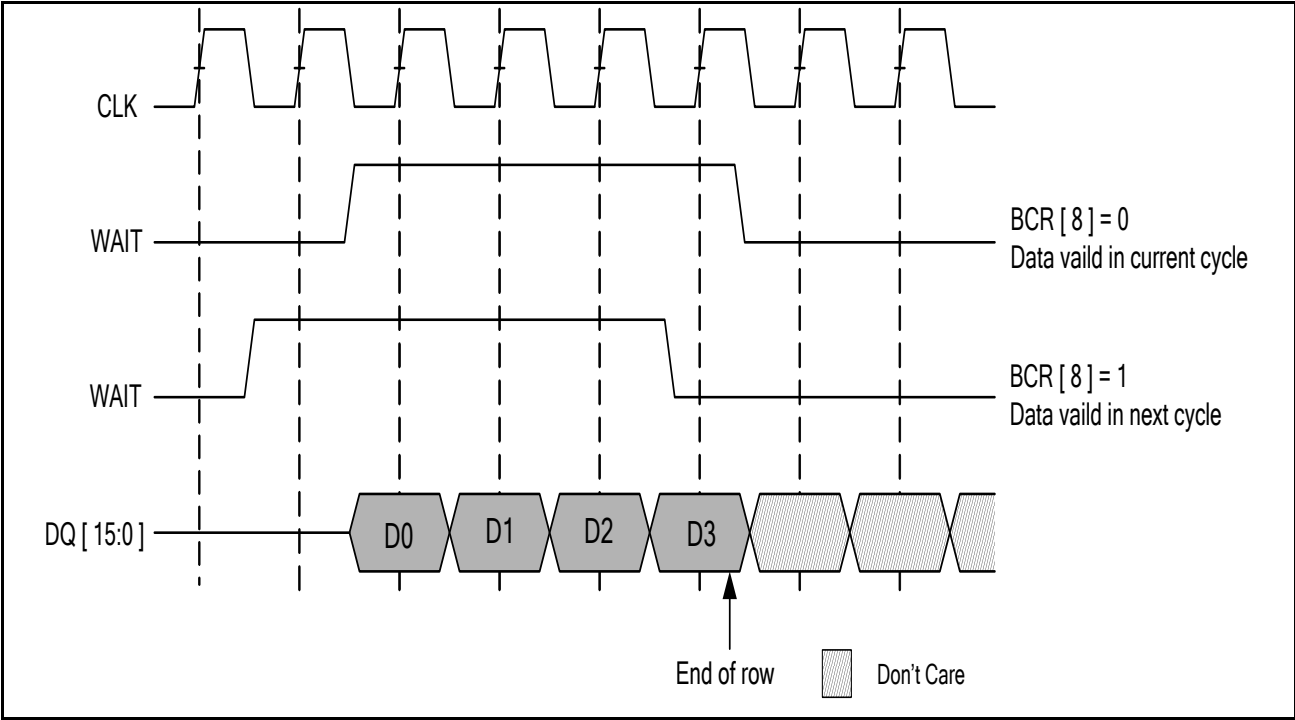 CLK
WAIT
BCR [ 8 ] = 0
Data vaild in current cycle
WAIT
BCR [ 8 ] = 1
Data vaild in next cycle
DQ [ 15:0 ]
D0
D1
D2
D3
End of row
Don't Care